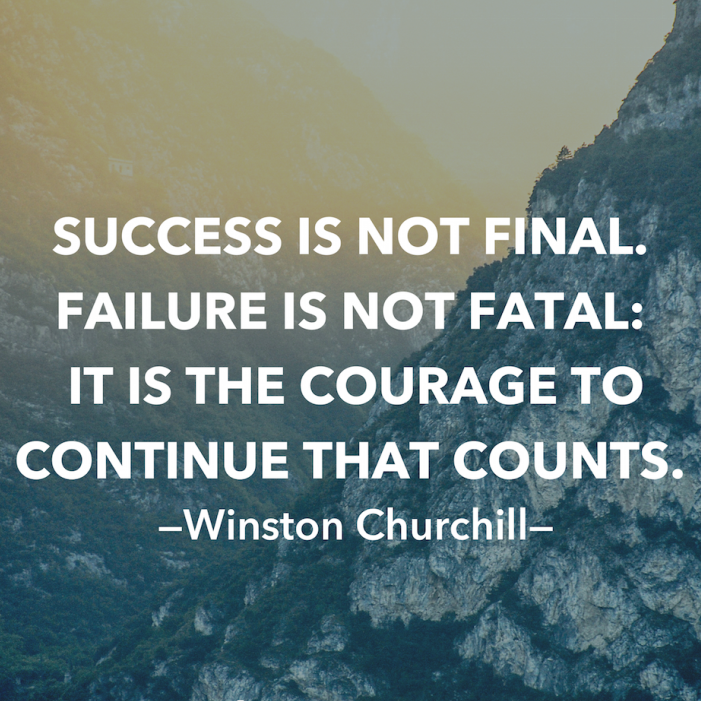 SUCCESS IS NOT FINAL.
FAILURE IS NOT FATAL:
IT IS THE COURAGE TO
CONTINUE THAT COUNTS.
—Winston Churchill—